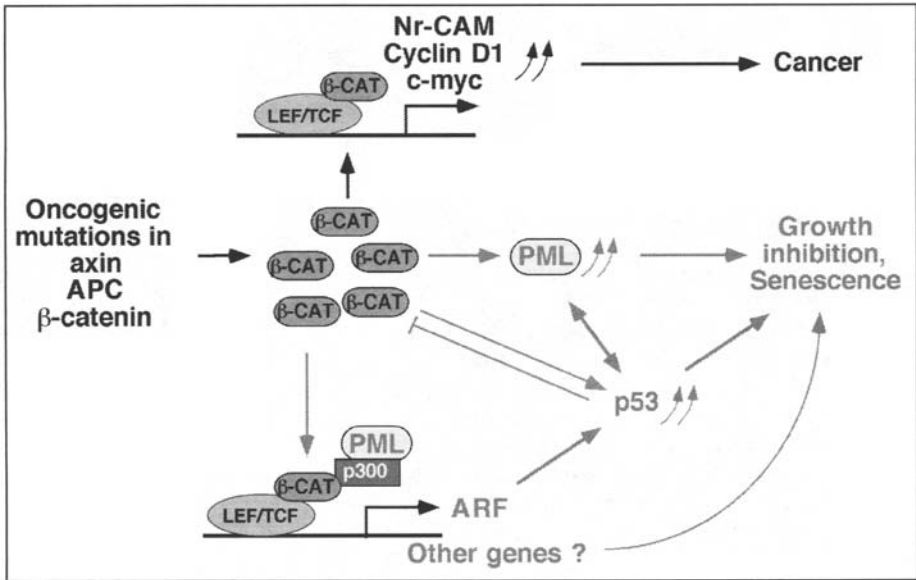 Nr-CAM
Cyclin D1
c-myc
Cancer
β-CAT
LEF/TCF
Oncogenic
mutations in
axin
APC
β-catenin
β-CAT
β-CAT
β-CAT
β-CAT
β-CAT
PML
Growth
inhibition,
Senescence
p53
PML
p300
β-CAT
LEF/TCF
ARF
Other genes ?